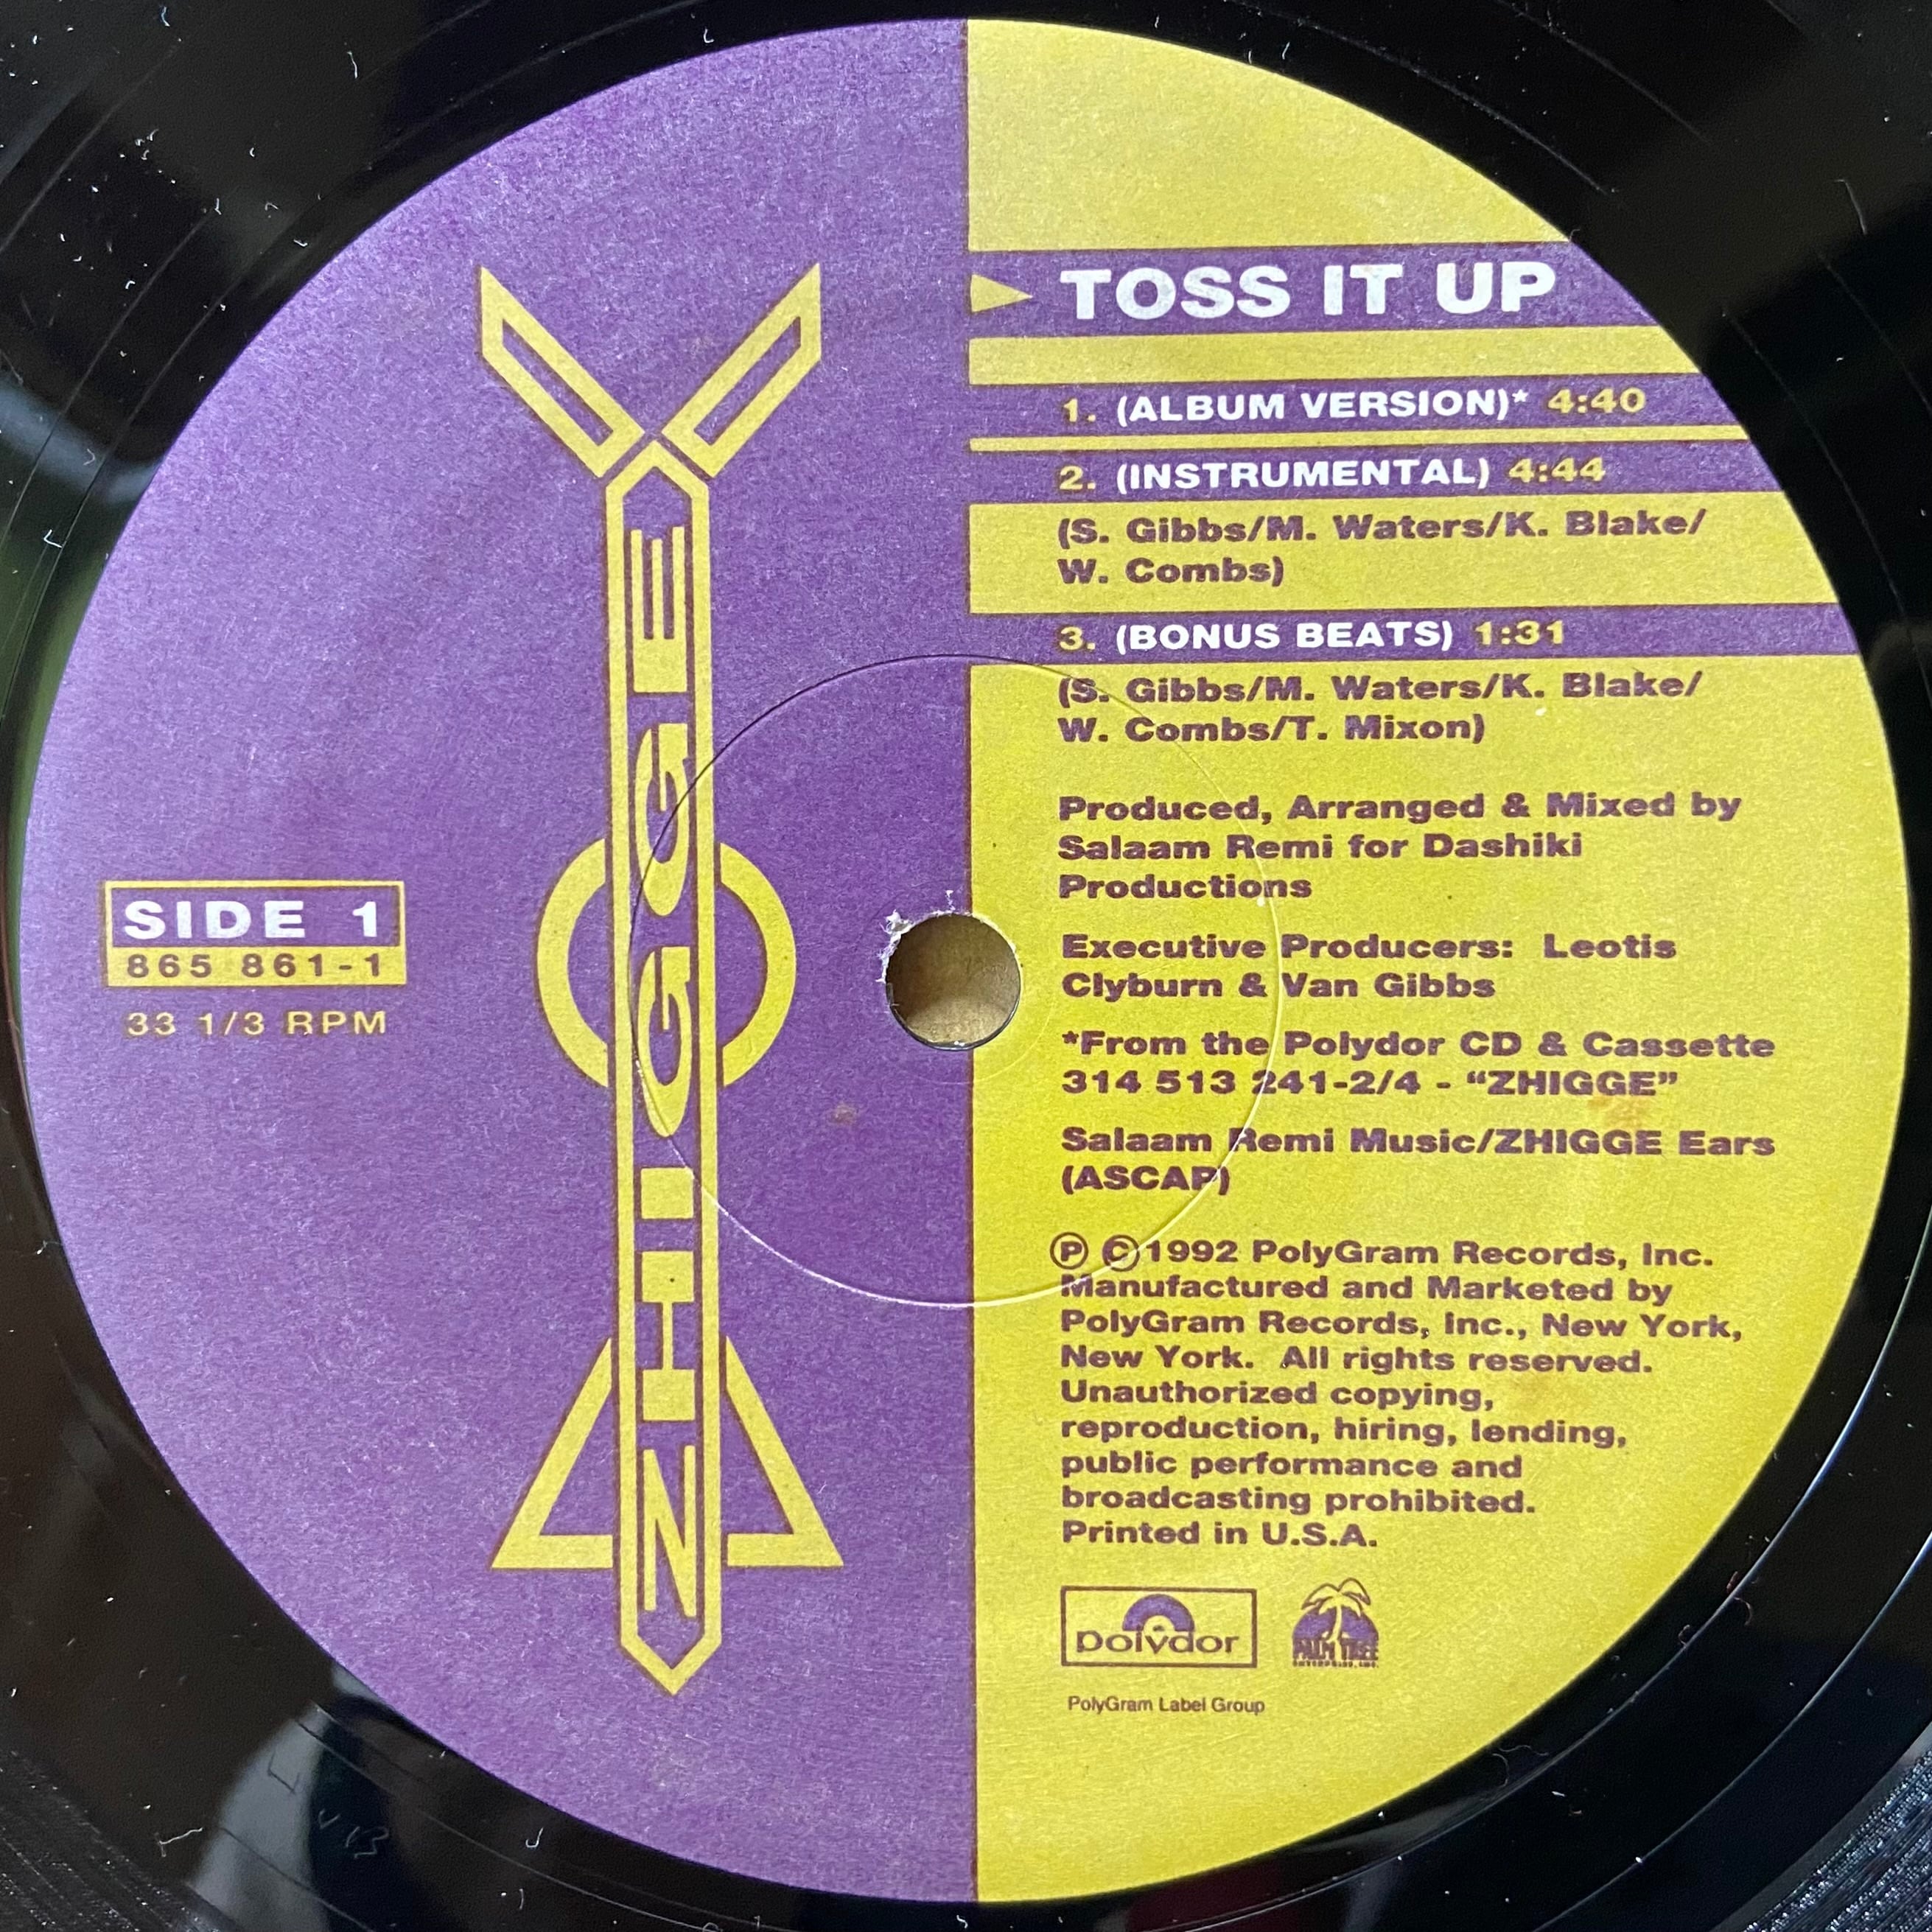 ZHIGGE
SIDE 1
865 861-1
33 1/3 RPM
TOSS IT UP
1. (ALBUM VERSION)* 4:40
2. (INSTRUMENTAL) 4:44
(S. Gibbs/M. Waters/K. Blake/
W. Combs)
3. (BONUS BEATS) 1:31
(S. Gibbs/M. Waters/K. Blake/
W. Combs/T. Mixon)
Produced, Arranged & Mixed by
Salaam Remi for Dashiki
Productions
Executive Producers: Leotis
Clyburn & Van Gibbs
*From the Polydor CD & Cassette
314 513 241-2/4 - “ZHIGGE”
Salaam Remi Music/ZHIGGE Ears
(ASCAP)
Ⓟ ©1992 PolyGram Records, Inc.
Manufactured and Marketed by
PolyGram Records, Inc., New York,
New York. All rights reserved.
Unauthorized copying,
reproduction, hiring, lending,
public performance and
broadcasting prohibited.
Printed in U.S.A.
polydor
PALM TREE
ENTERPRISE, INC.
PolyGram Label Group